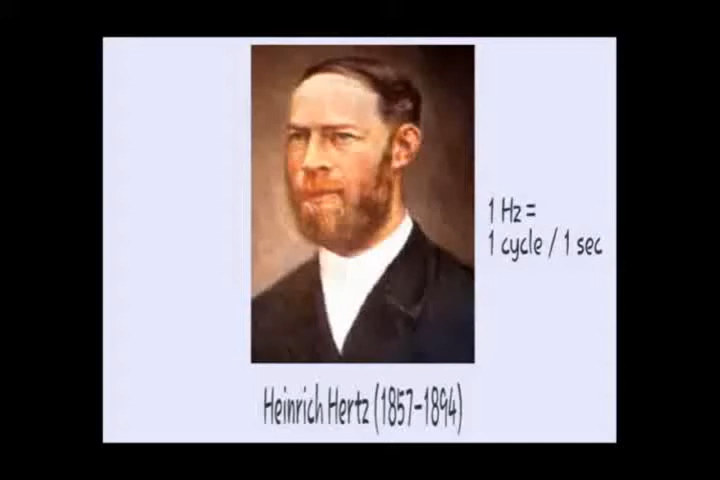 1 Hz =
1 cycle / 1 sec
Heinrich Hertz (1857-1894)